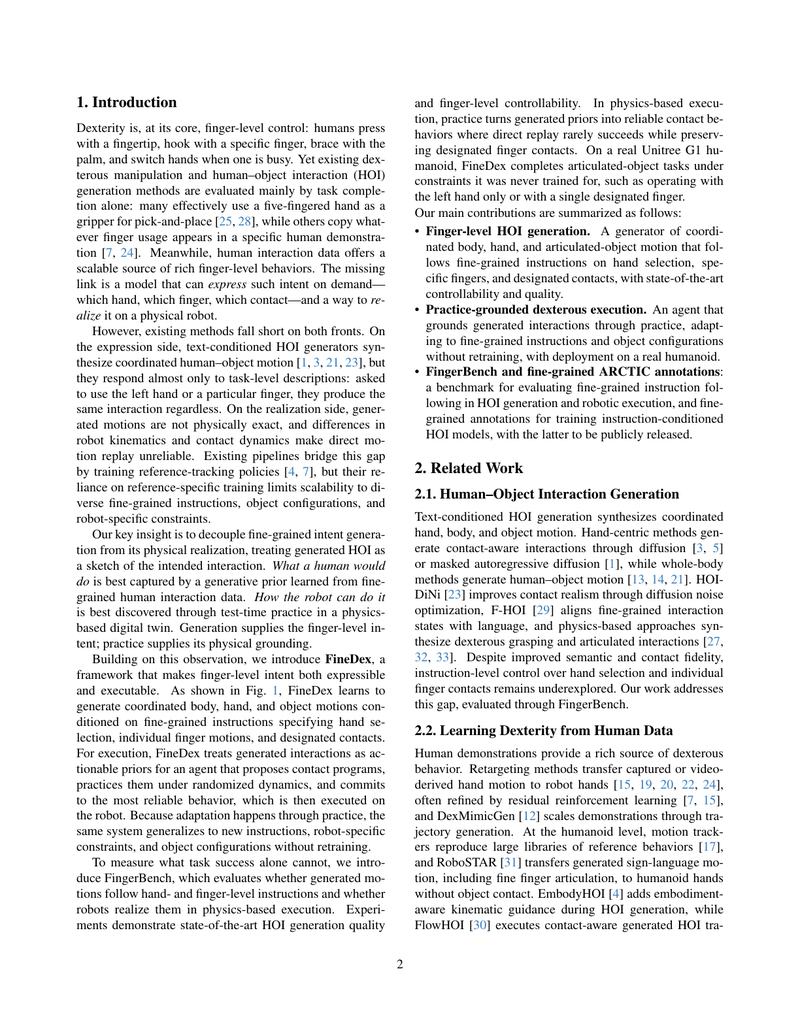 1. Introduction
Dexterity is, at its core, finger-level control: humans press
with a fingertip, hook with a specific finger, brace with the
palm, and switch hands when one is busy. Yet existing dex-
terous manipulation and human–object interaction (HOI)
generation methods are evaluated mainly by task comple-
tion alone: many effectively use a five-fingered hand as a
gripper for pick-and-place [25, 28], while others copy what-
ever finger usage appears in a specific human demonstra-
tion [7, 24]. Meanwhile, human interaction data offers a
scalable source of rich finger-level behaviors. The missing
link is a model that can express such intent on demand—
which hand, which finger, which contact—and a way to re-
alize it on a physical robot.
However, existing methods fall short on both fronts. On
the expression side, text-conditioned HOI generators syn-
thesize coordinated human–object motion [1, 3, 21, 23], but
they respond almost only to task-level descriptions: asked
to use the left hand or a particular finger, they produce the
same interaction regardless. On the realization side, gener-
ated motions are not physically exact, and differences in
robot kinematics and contact dynamics make direct mo-
tion replay unreliable. Existing pipelines bridge this gap
by training reference-tracking policies [4, 7], but their re-
liance on reference-specific training limits scalability to di-
verse fine-grained instructions, object configurations, and
robot-specific constraints.
Our key insight is to decouple fine-grained intent genera-
tion from its physical realization, treating generated HOI as
a sketch of the intended interaction. What a human would
do is best captured by a generative prior learned from fine-
grained human interaction data. How the robot can do it
is best discovered through test-time practice in a physics-
based digital twin. Generation supplies the finger-level in-
tent; practice supplies its physical grounding.
Building on this observation, we introduce FineDex, a
framework that makes finger-level intent both expressible
and executable. As shown in Fig. 1, FineDex learns to
generate coordinated body, hand, and object motions con-
ditioned on fine-grained instructions specifying hand se-
lection, individual finger motions, and designated contacts.
For execution, FineDex treats generated interactions as ac-
tionable priors for an agent that proposes contact programs,
practices them under randomized dynamics, and commits
to the most reliable behavior, which is then executed on
the robot. Because adaptation happens through practice, the
same system generalizes to new instructions, robot-specific
constraints, and object configurations without retraining.
To measure what task success alone cannot, we intro-
duce FingerBench, which evaluates whether generated mo-
tions follow hand- and finger-level instructions and whether
robots realize them in physics-based execution. Experi-
ments demonstrate state-of-the-art HOI generation quality
and finger-level controllability. In physics-based execu-
tion, practice turns generated priors into reliable contact be-
haviors where direct replay rarely succeeds while preserv-
ing designated finger contacts. On a real Unitree G1 hu-
manoid, FineDex completes articulated-object tasks under
constraints it was never trained for, such as operating with
the left hand only or with a single designated finger.
Our main contributions are summarized as follows:
• Finger-level HOI generation. A generator of coordi-
nated body, hand, and articulated-object motion that fol-
lows fine-grained instructions on hand selection, spe-
cific fingers, and designated contacts, with state-of-the-art
controllability and quality.
• Practice-grounded dexterous execution. An agent that
grounds generated interactions through practice, adapt-
ing to fine-grained instructions and object configurations
without retraining, with deployment on a real humanoid.
• FingerBench and fine-grained ARCTIC annotations:
a benchmark for evaluating fine-grained instruction fol-
lowing in HOI generation and robotic execution, and fine-
grained annotations for training instruction-conditioned
HOI models, with the latter to be publicly released.
2. Related Work
2.1. Human–Object Interaction Generation
Text-conditioned HOI generation synthesizes coordinated
hand, body, and object motion. Hand-centric methods gen-
erate contact-aware interactions through diffusion [3, 5]
or masked autoregressive diffusion [1], while whole-body
methods generate human–object motion [13, 14, 21]. HOI-
DiNi [23] improves contact realism through diffusion noise
optimization, F-HOI [29] aligns fine-grained interaction
states with language, and physics-based approaches syn-
thesize dexterous grasping and articulated interactions [27,
32, 33]. Despite improved semantic and contact fidelity,
instruction-level control over hand selection and individual
finger contacts remains underexplored. Our work addresses
this gap, evaluated through FingerBench.
2.2. Learning Dexterity from Human Data
Human demonstrations provide a rich source of dexterous
behavior. Retargeting methods transfer captured or video-
derived hand motion to robot hands [15, 19, 20, 22, 24],
often refined by residual reinforcement learning [7, 15],
and DexMimicGen [12] scales demonstrations through tra-
jectory generation. At the humanoid level, motion track-
ers reproduce large libraries of reference behaviors [17],
and RoboSTAR [31] transfers generated sign-language mo-
tion, including fine finger articulation, to humanoid hands
without object contact. EmbodyHOI [4] adds embodiment-
aware kinematic guidance during HOI generation, while
FlowHOI [30] executes contact-aware generated HOI tra-
2